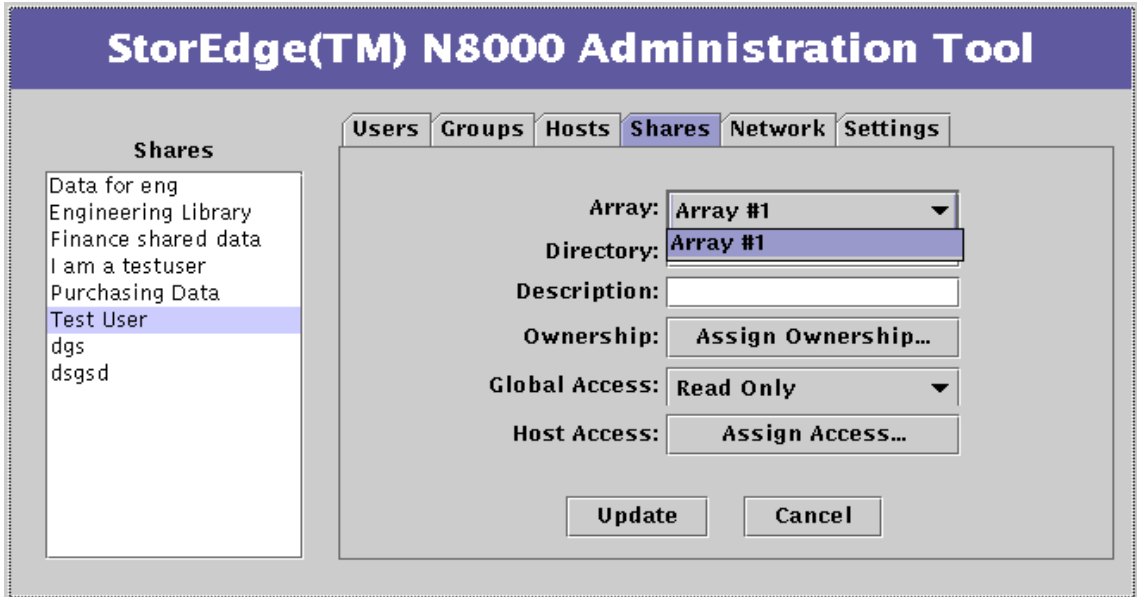 StorEdge(TM) N8000 Administration Tool
Users Groups Hosts Shares Network Settings
Shares
Data for eng
Engineering Library
Finance shared data
I am a testuser
Purchasing Data
Test User
dgs
dsgsd
Array: Array #1
Array #1
Directory:
Description:
Ownership: Assign Ownership...
Global Access: Read Only
Host Access: Assign Access...
Update Cancel